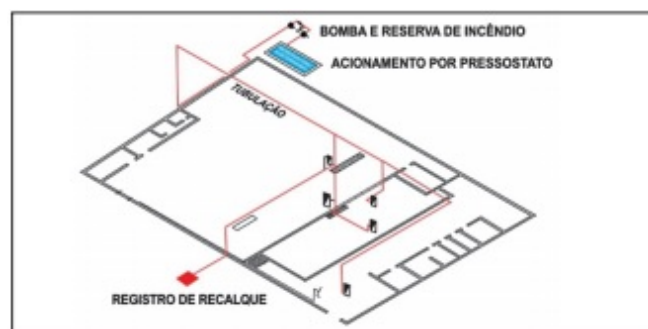 BOMBA E RESERVA DE INCÊNDIO
ACIONAMENTO POR PRESSOSTATO
TUBULAÇÃO
REGISTRO DE RECALQUE